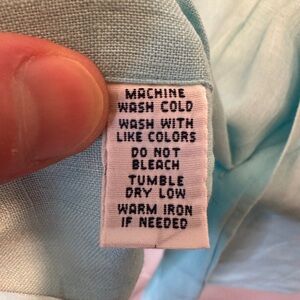 MACHINE
WASH COLD
WASH WITH
LIKE COLORS
DO NOT
BLEACH
TUMBLE
DRY LOW
WARM IRON
IF NEEDED